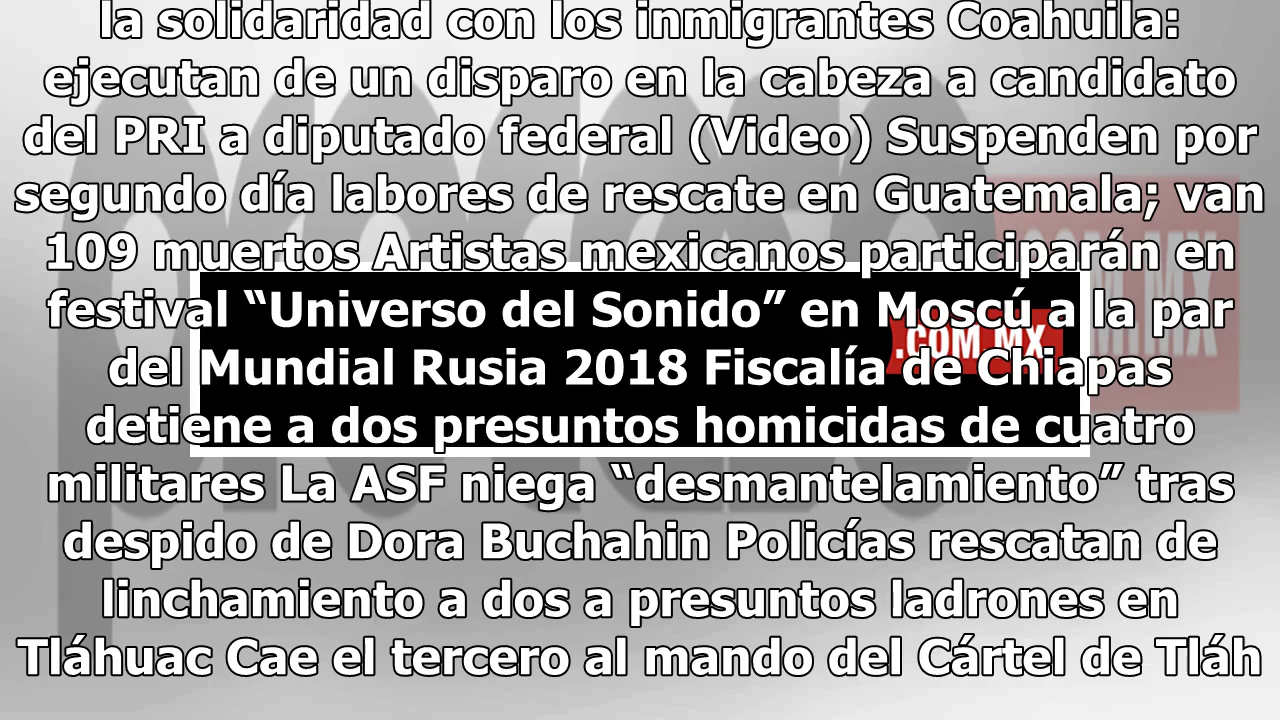 la solidaridad con los inmigrantes Coahuila:
ejecutan de un disparo en la cabeza a candidato
del PRI a diputado federal (Video) Suspenden por
segundo día labores de rescate en Guatemala; van
109 muertos Artistas mexicanos participarán en
festival “Universo del Sonido” en Moscú a la par
del Mundial Rusia 2018 Fiscalía de Chiapas
detiene a dos presuntos homicidas de cuatro
militares La ASF niega “desmantelamiento” tras
despido de Dora Buchahin Policías rescatan de
linchamiento a dos a presuntos ladrones en
Tláhuac Cae el tercero al mando del Cártel de Tláh
.COM.MX